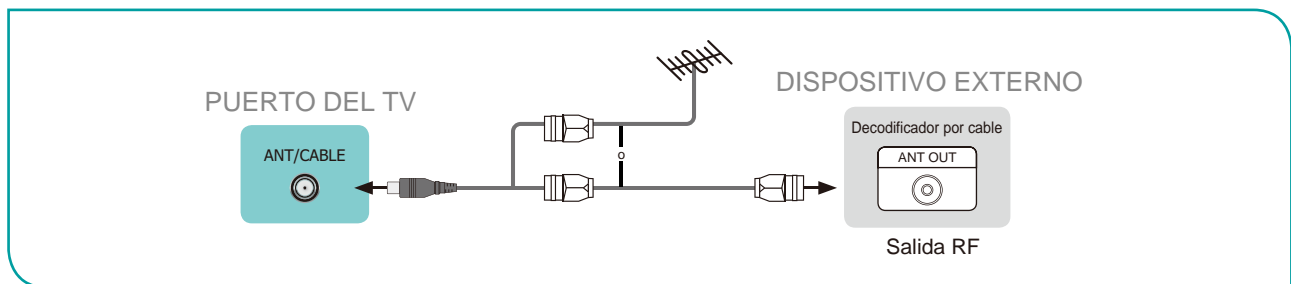 PUERTO DEL TV
ANT/CABLE
o
DISPOSITIVO EXTERNO
Decodificador por cable
ANT OUT
Salida RF